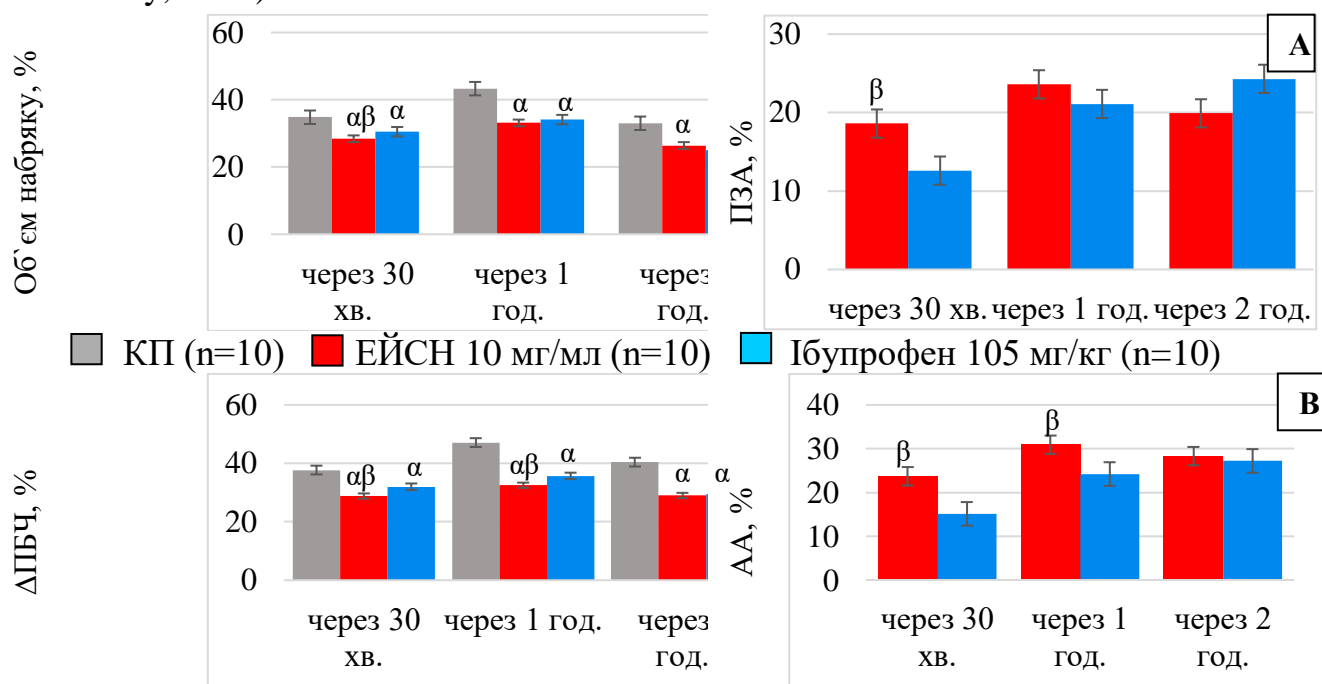 60
40
20
0
Об`єм набряку, %
αβ
α
α
α
α
через 30
хв.
через 1
год.
через
год.
30
20
10
0
ПЗА, %
A
β
через 30 хв.
через 1 год.
через 2 год.
КП (n=10)
ЕЙСН 10 мг/мл (n=10)
Ібупрофен 105 мг/кг (n=10)
60
40
20
0
ΔПБЧ, %
αβ
α
αβ
α
α
α
через 30
хв.
через 1 год.
через
год.
40
30
20
10
0
АА, %
B
β
β
через 30
хв.
через 1
год.
через 2
год.